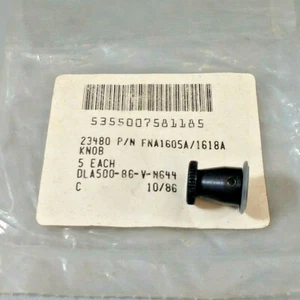 5355007581185
23480 P/N FNA1605A/1618A
KNOB
5 EACH
DLA500-86-V-N644
C 10/86